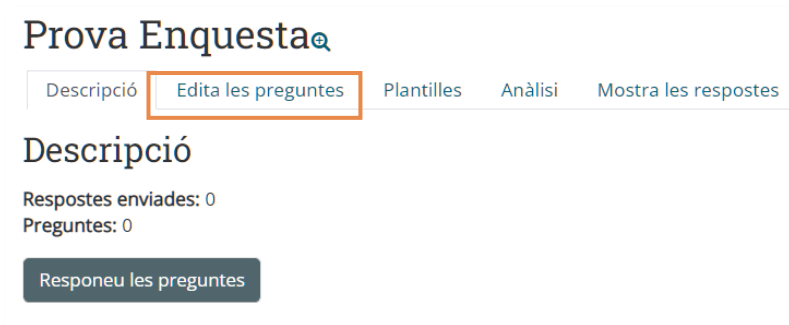 Prova Enquesta
Descripció Edita les preguntes Plantilles Anàlisi Mostra les respostes
Descripció
Respostes enviades: 0
Preguntes: 0
Responeu les preguntes